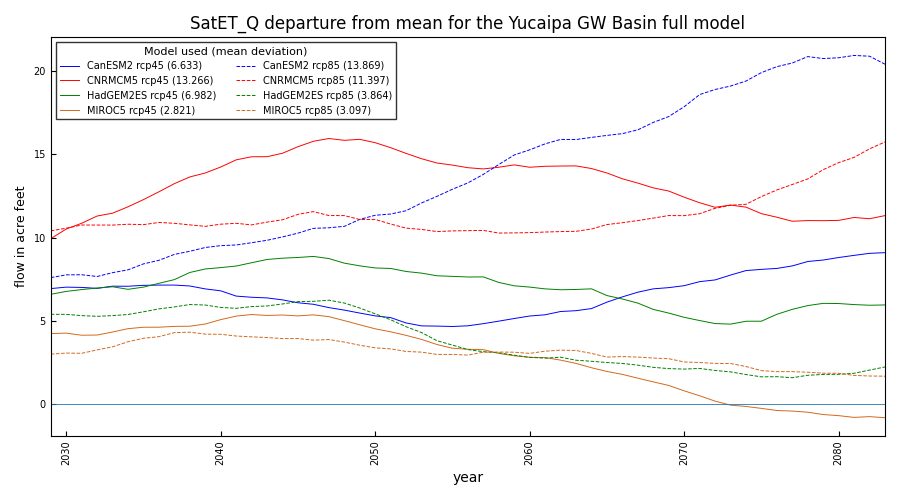 SatET_Q departure from mean for the Yucaipa GW Basin full model
Model used (mean deviation)
CanESM2 rcp45 (6.633)
CNRMCM5 rcp45 (13.266)
HadGEM2ES rcp45 (6.982)
MIROC5 rcp45 (2.821)
CanESM2 rcp85 (13.869)
CNRMCM5 rcp85 (11.397)
HadGEM2ES rcp85 (3.864)
MIROC5 rcp85 (3.097)
flow in acre feet
20
15
10
5
0
2030
2040
2050
2060
2070
2080
year